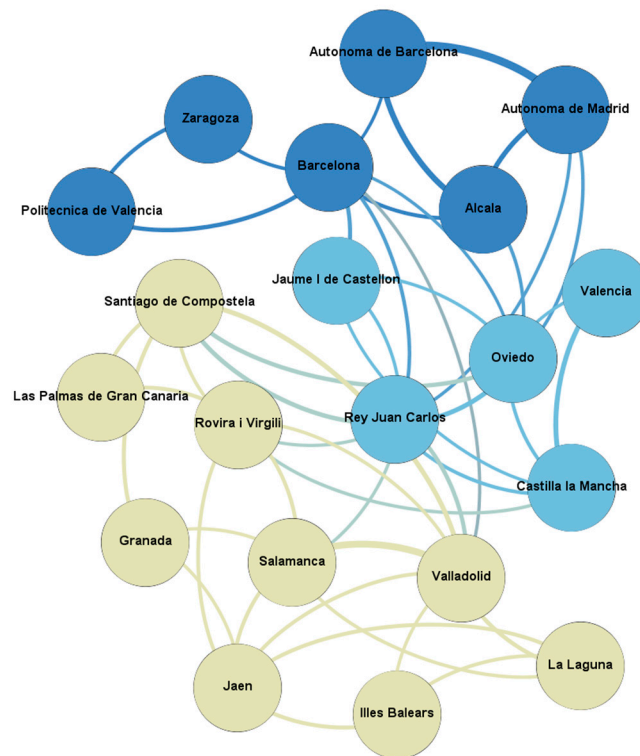 Autonoma de Barcelona
Autonoma de Madrid
Zaragoza
Barcelona
Alcala
Politecnica de Valencia
Jaume I de Castellon
Valencia
Santiago de Compostela
Oviedo
Las Palmas de Gran Canaria
Rovira i Virgili
Rey Juan Carlos
Castilla la Mancha
Granada
Salamanca
Valladolid
La Laguna
Jaen
Illes Balears